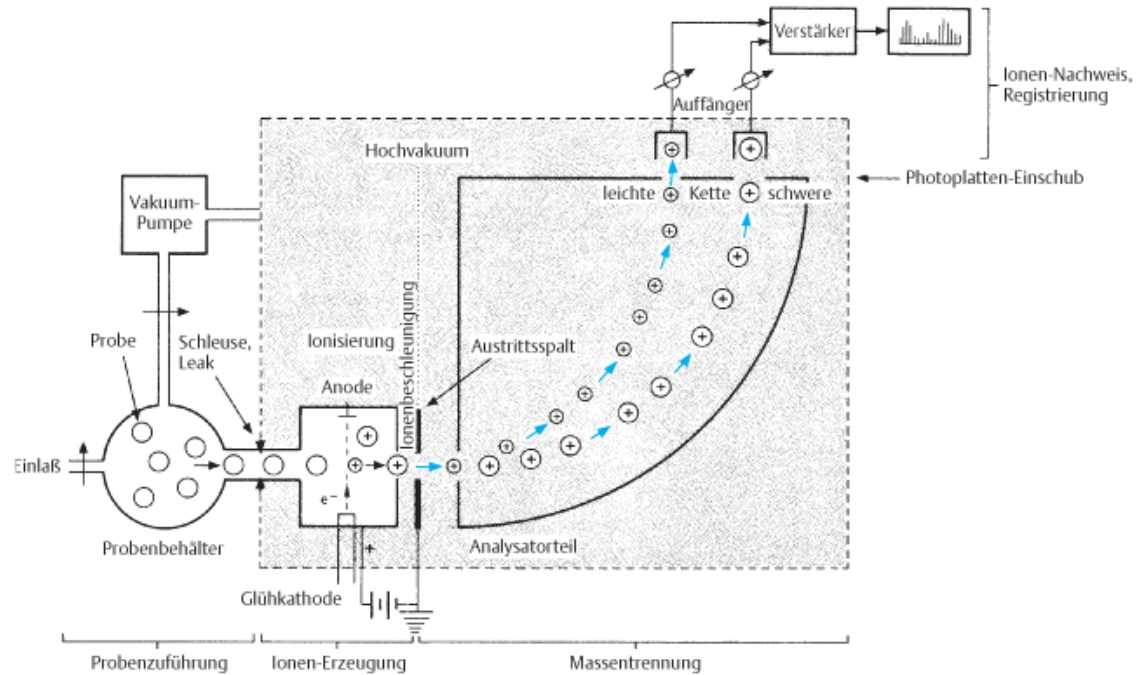 Verstärker
Ionen-Nachweis,
Registrierung
Auffänger
Hochvakuum
Photoplatten-Einschub
leichte Kette schwere
Vakuum-
Pumpe
Probe
Schleuse,
Leak
Ionisierung
Ionenbeschleunigung
Austrittsspalt
Anode
Einlaß
e⁻
Probenbehälter
+
Analysatorteil
Glühkathode
Probenzuführung
Ionen-Erzeugung
Massentrennung